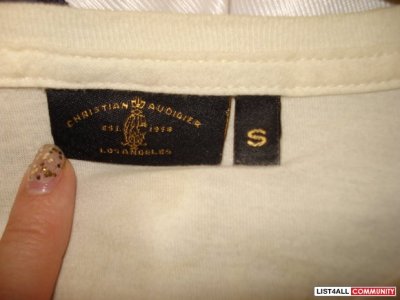 CHRISTIAN AUDIGIER
EST. 1958
LOS ANGELES
S
LIST4ALL COMMUNITY